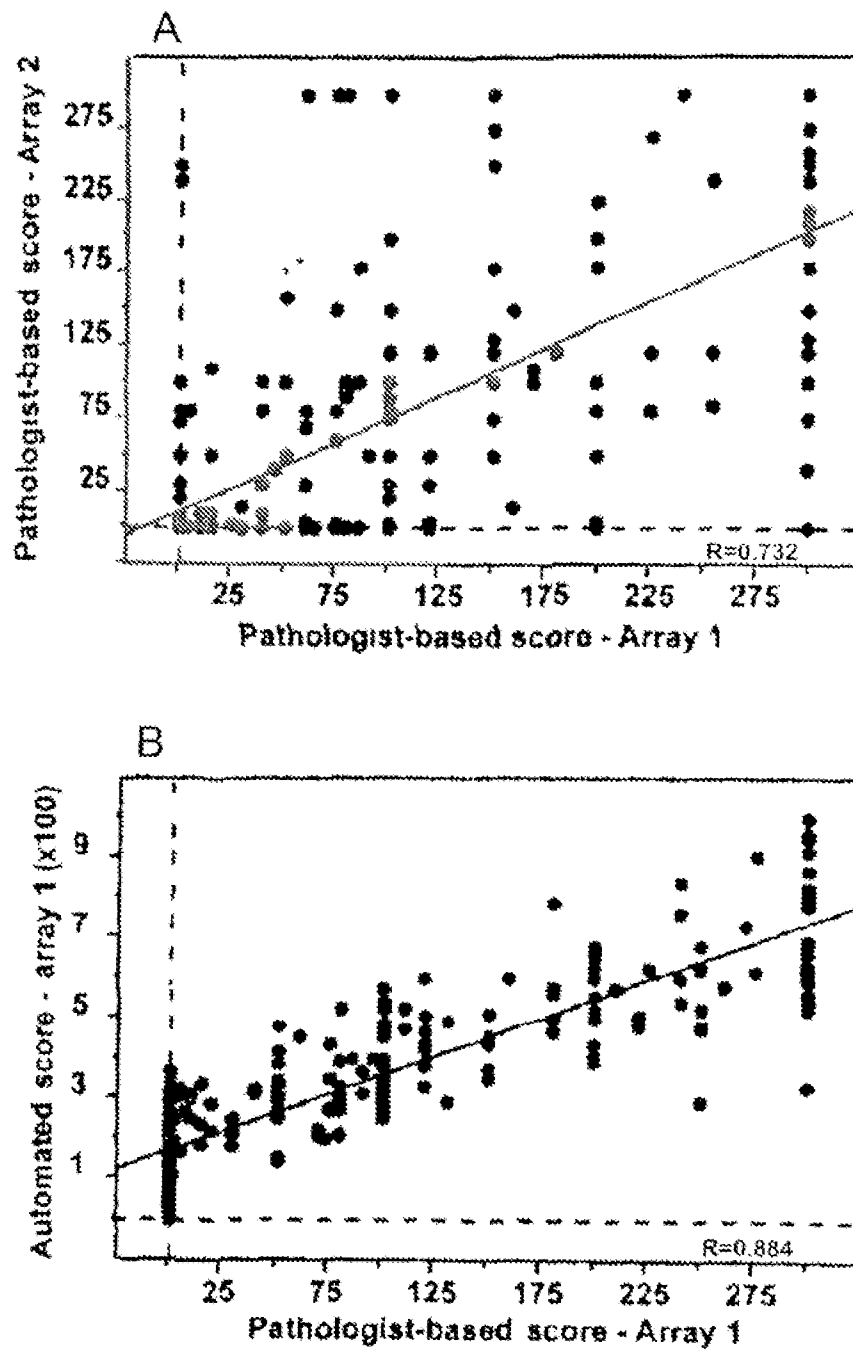 A
Pathologist-based score - Array 2
275
225
175
125
75
25
R=0.732
25 75 125 175 225 275
Pathologist-based score - Array 1
B
Automated score - array 1 (x100)
9
7
5
3
1
R=0.884
25 75 125 175 225 275
Pathologist-based score - Array 1